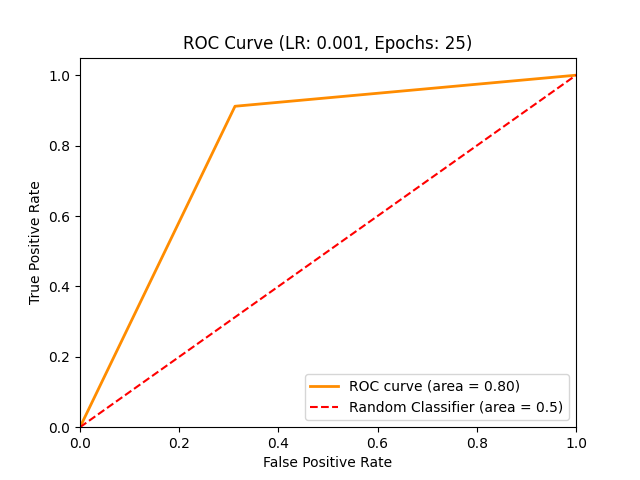 ROC Curve (LR: 0.001, Epochs: 25)
True Positive Rate
1.0
0.8
0.6
0.4
0.2
0.0
ROC curve (area = 0.80)
Random Classifier (area = 0.5)
0.0 0.2 0.4 0.6 0.8 1.0
False Positive Rate